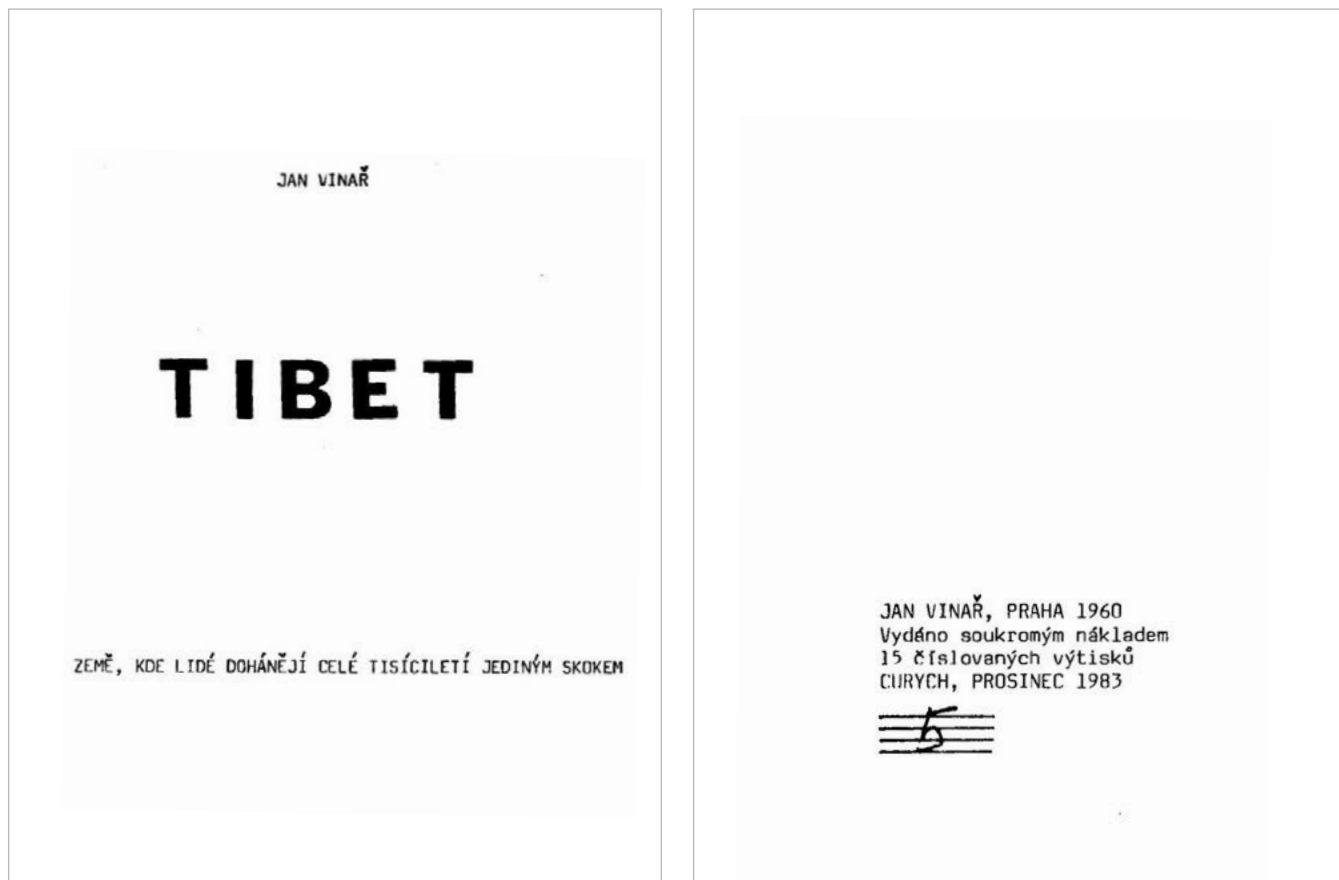 JAN VINAŘ
TIBET
ZEMĚ, KDE LIDÉ DOHÁNĚJÍ CELÉ TISÍCILETÍ JEDINÝM SKOKEM
JAN VINAŘ, PRAHA 1960
Vydáno soukromým nákladem
15 číslovaných výtisků
CURYCH, PROSINEC 1983
5